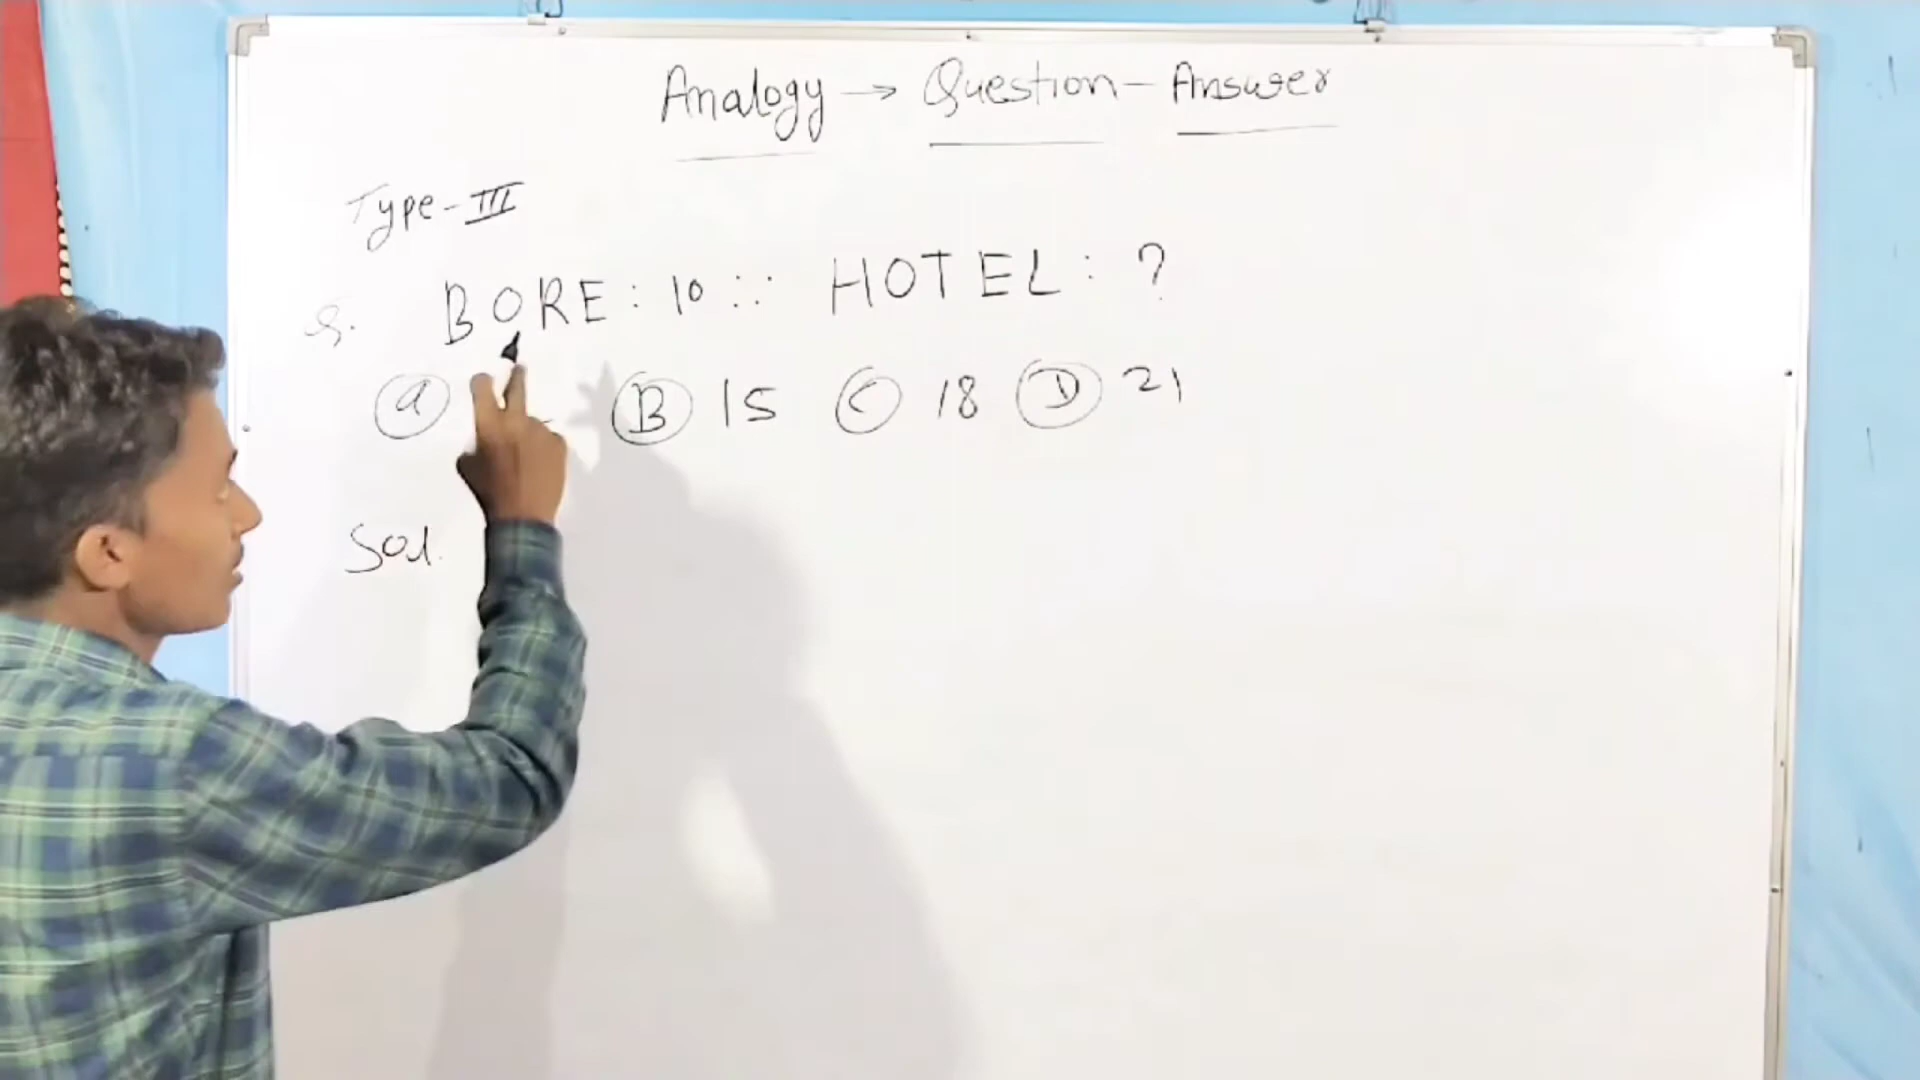 Analogy → Question - Answer
Type - III
Q. BORE : 10 :: HOTEL : ?
(a) (B) 15 (C) 18 (D) 21
Sol.